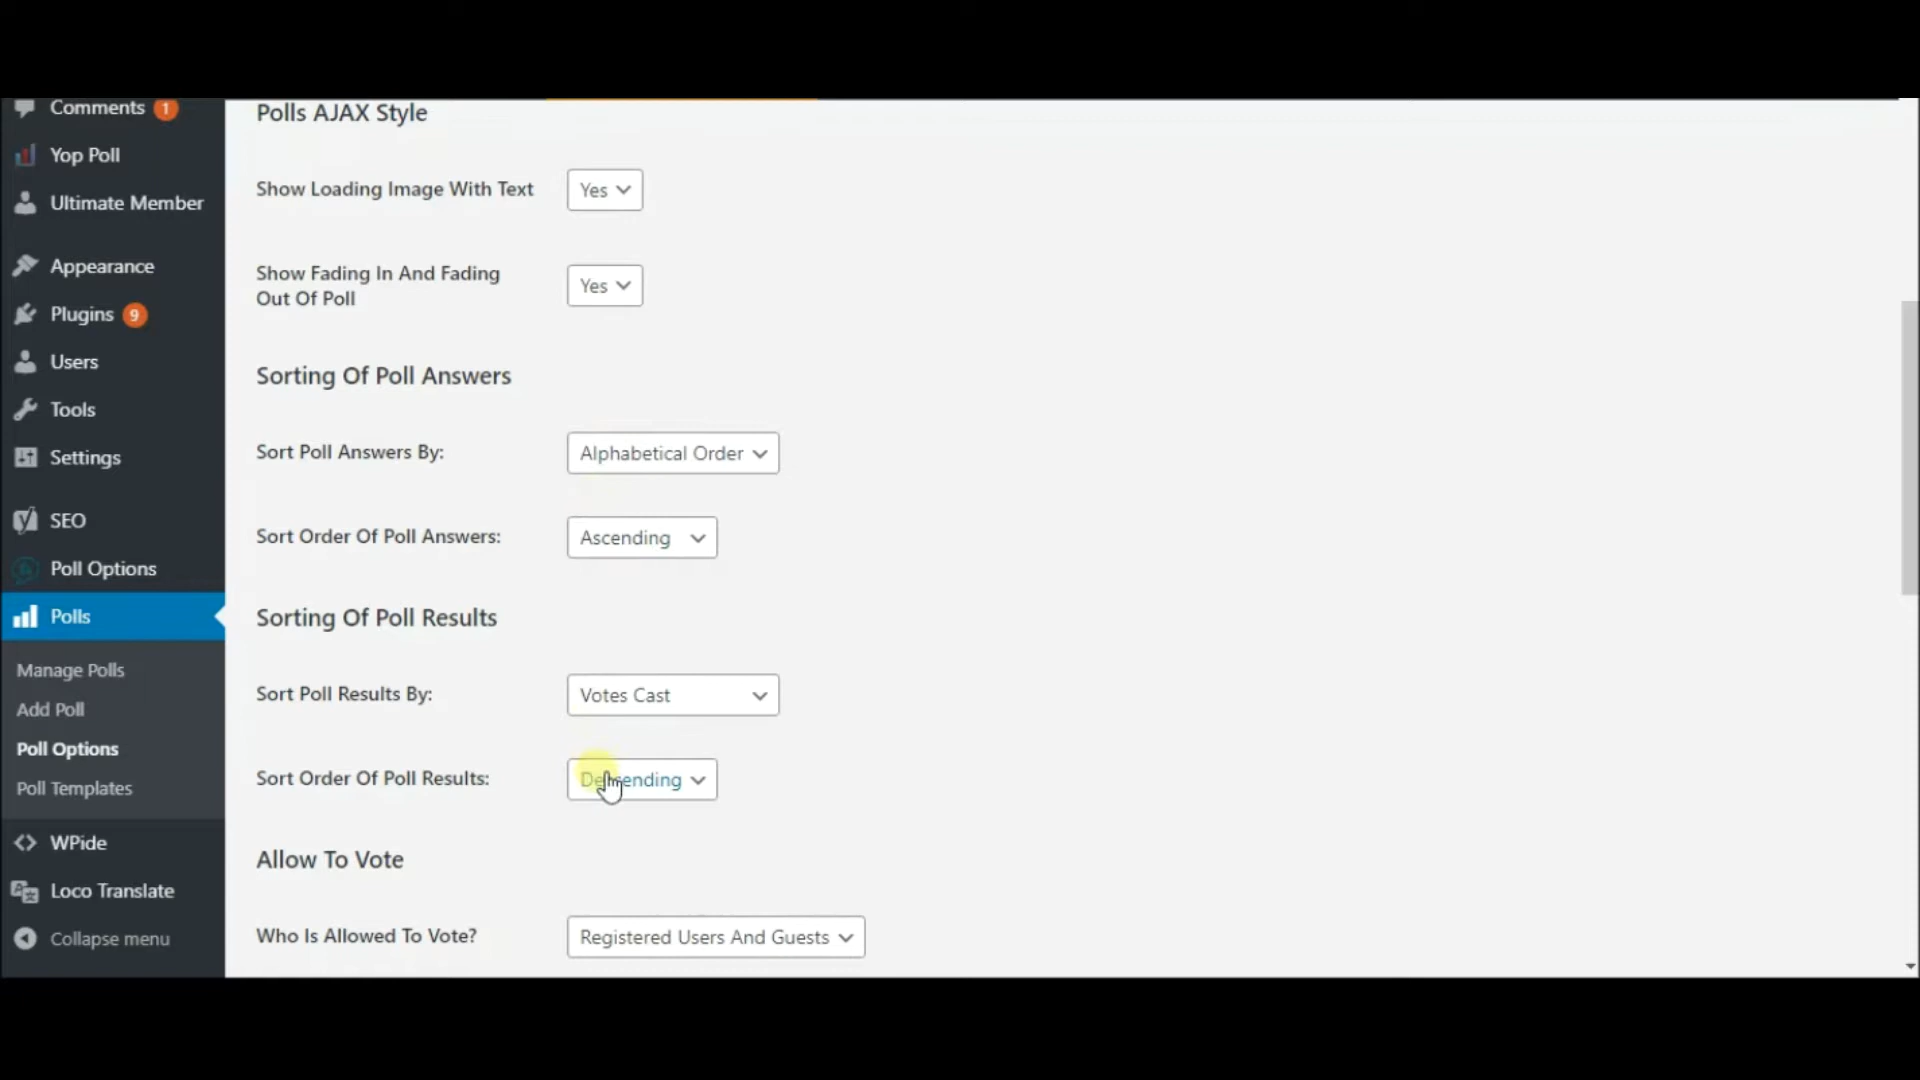 Comments 1
Yop Poll
Ultimate Member
Appearance
Plugins 9
Users
Tools
Settings
SEO
Poll Options
Polls
Manage Polls
Add Poll
Poll Options
Poll Templates
WPide
Loco Translate
Collapse menu
Polls AJAX Style
Show Loading Image With Text Yes
Show Fading In And Fading
Out Of Poll Yes
Sorting Of Poll Answers
Sort Poll Answers By: Alphabetical Order
Sort Order Of Poll Answers: Ascending
Sorting Of Poll Results
Sort Poll Results By: Votes Cast
Sort Order Of Poll Results: Descending
Allow To Vote
Who Is Allowed To Vote? Registered Users And Guests